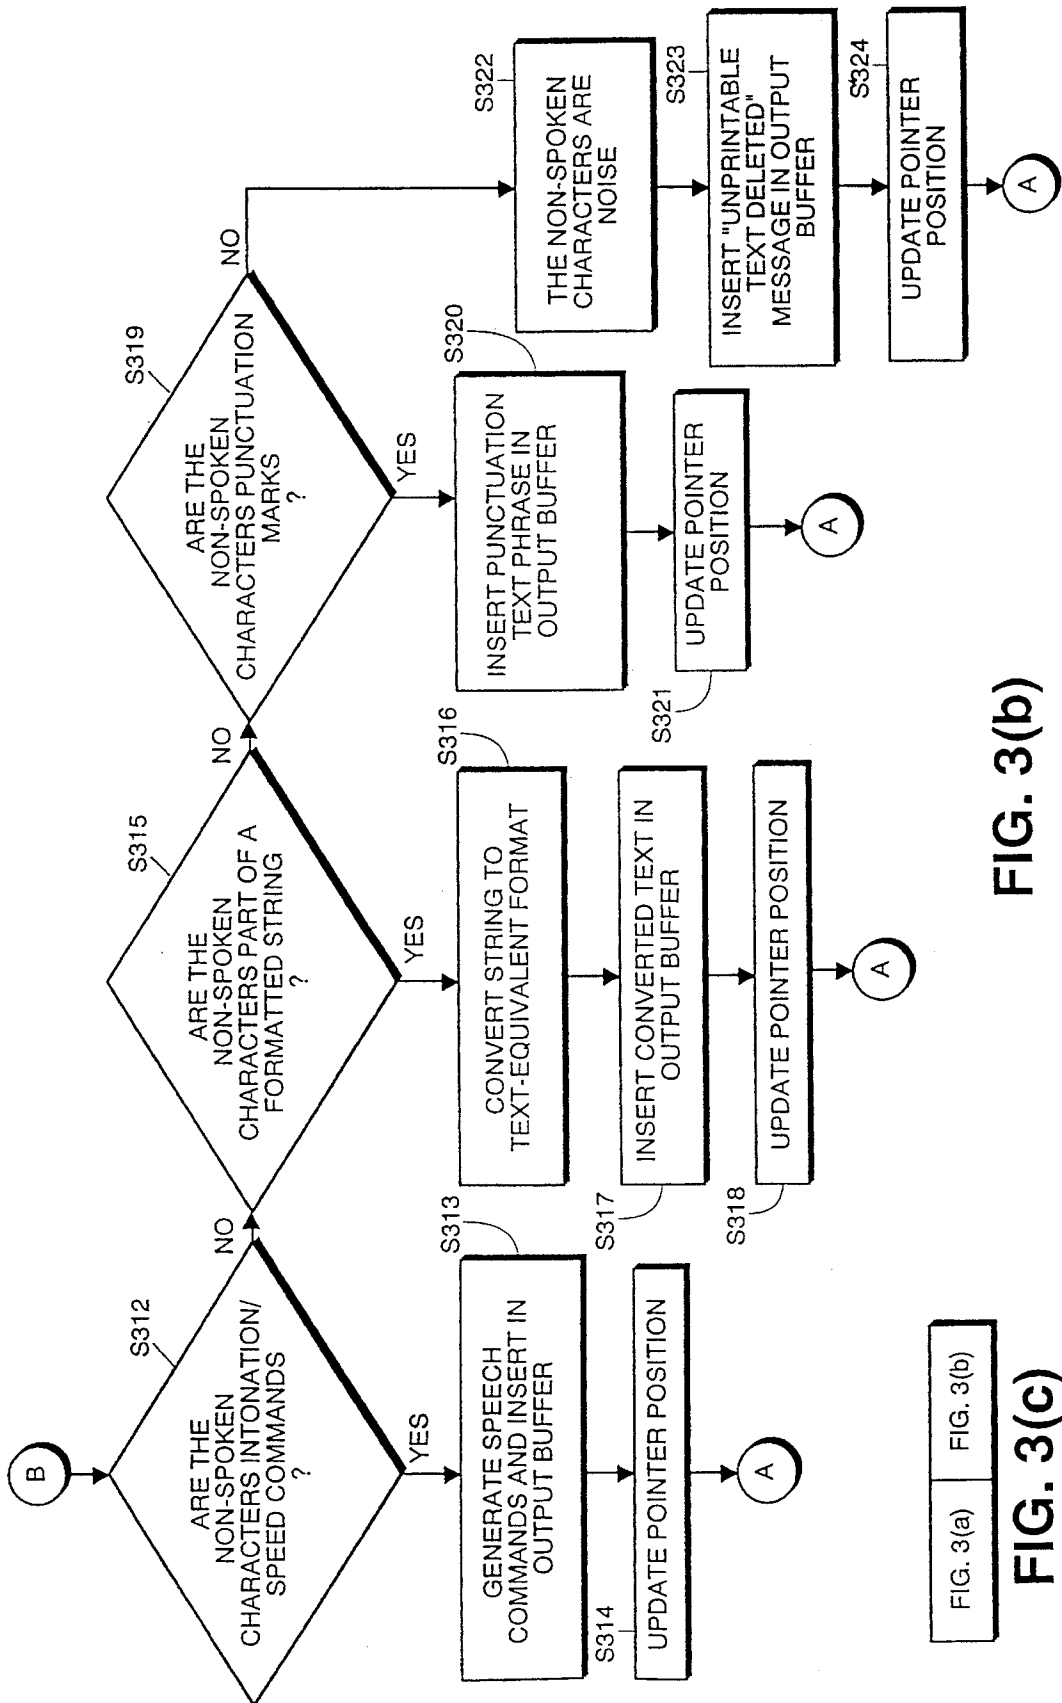 B
S312
ARE THE
NON-SPOKEN
CHARACTERS INTONATION/
SPEED COMMANDS
?
NO
YES
S313
GENERATE SPEECH
COMMANDS AND INSERT IN
OUTPUT BUFFER
S314
UPDATE POINTER POSITION
A
S315
ARE THE
NON-SPOKEN
CHARACTERS PART OF A
FORMATTED STRING
?
NO
YES
S316
CONVERT STRING TO
TEXT-EQUIVALENT FORMAT
S317
INSERT CONVERTED TEXT IN
OUTPUT BUFFER
S318
UPDATE POINTER POSITION
A
S319
ARE THE
NON-SPOKEN
CHARACTERS PUNCTUATION
MARKS
?
NO
YES
S320
INSERT PUNCTUATION
TEXT PHRASE IN
OUTPUT BUFFER
S321
UPDATE POINTER
POSITION
A
S322
THE NON-SPOKEN
CHARACTERS ARE
NOISE
S323
INSERT "UNPRINTABLE
TEXT DELETED"
MESSAGE IN OUTPUT
BUFFER
S324
UPDATE POINTER
POSITION
A
FIG. 3(b)
FIG. 3(a)
FIG. 3(b)
FIG. 3(c)